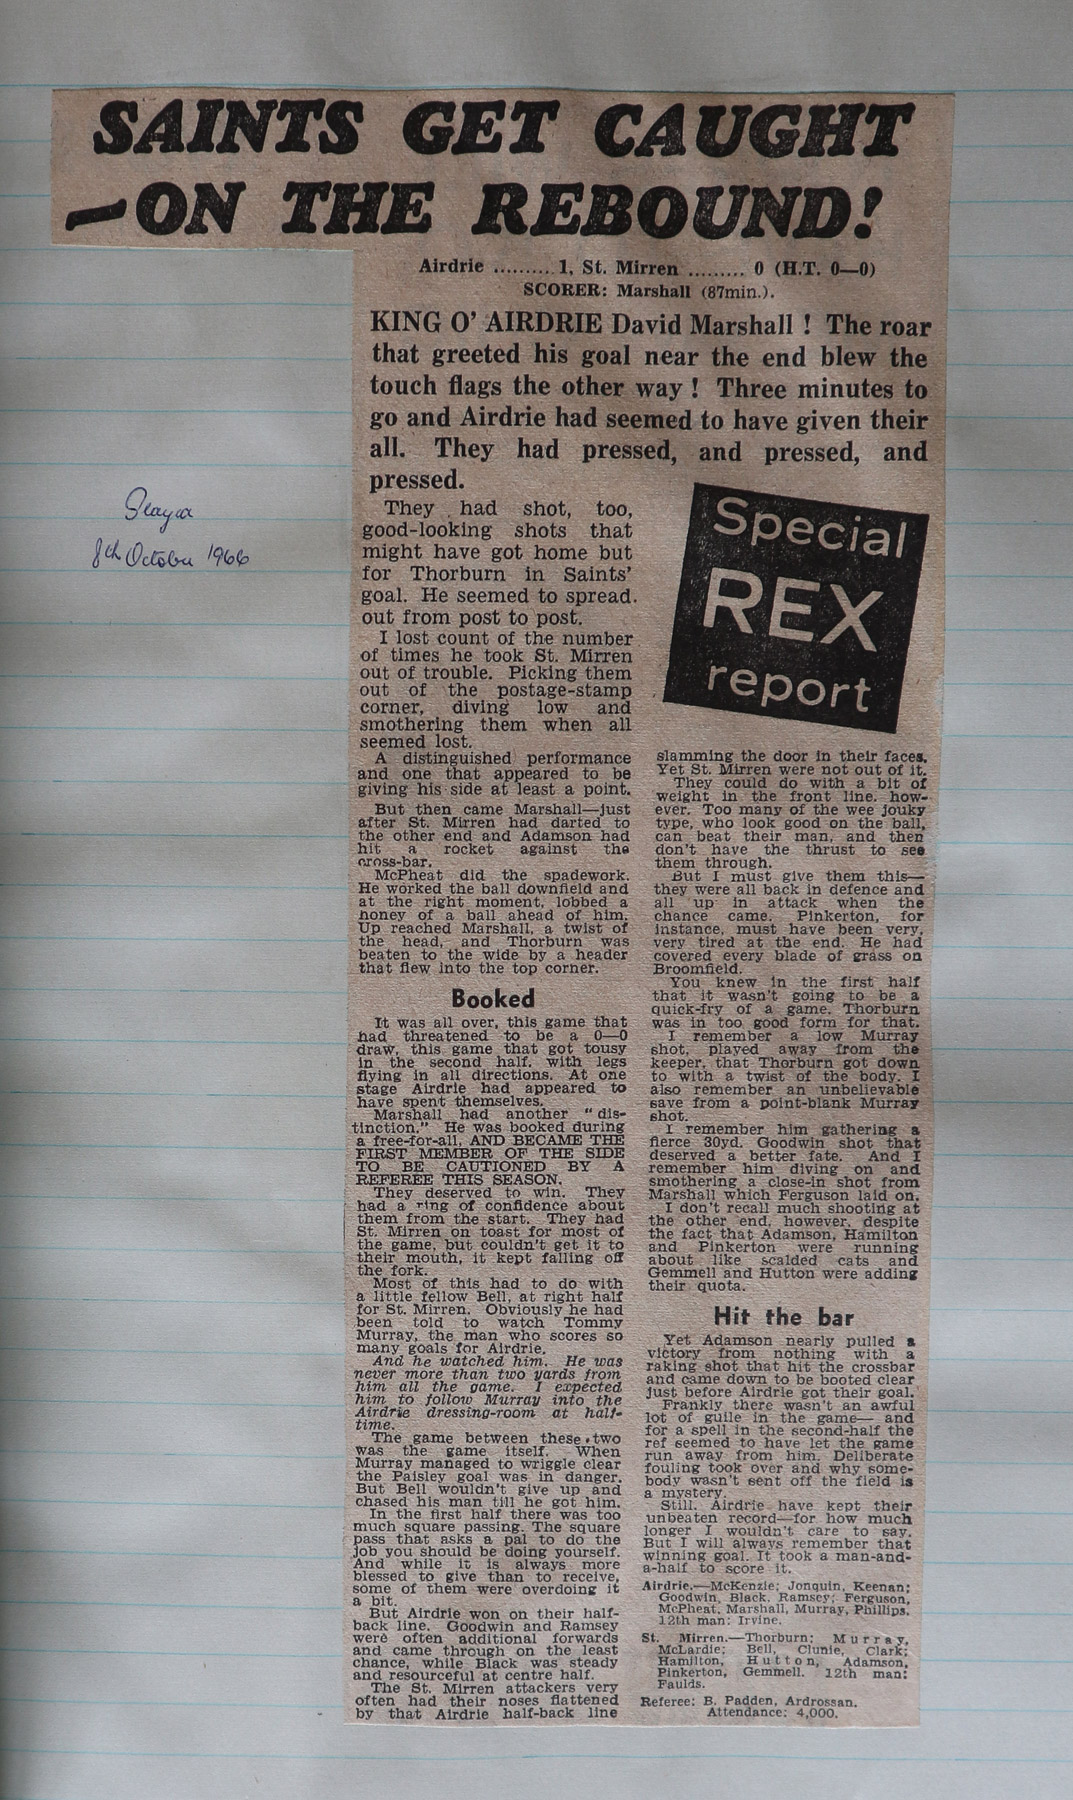 SAINTS GET CAUGHT
—ON THE REBOUND!
Airdrie ......... 1, St. Mirren ......... 0 (H.T. 0—0)
SCORER: Marshall (87min.).
KING O' AIRDRIE David Marshall ! The roar
that greeted his goal near the end blew the
touch flags the other way ! Three minutes to
go and Airdrie had seemed to have given their
all. They had pressed, and pressed, and
pressed.
8th October 1966
They had shot, too,
good-looking shots that
might have got home but
for Thorburn in Saints'
goal. He seemed to spread
out from post to post.
I lost count of the number
of times he took St. Mirren
out of trouble. Picking them
out of the postage-stamp
corner, diving low and
smothering them when all
seemed lost.
A distinguished performance
and one that appeared to be
giving his side at least a point.
But then came Marshall—just
after St. Mirren had darted to
the other end and Adamson had
hit a rocket against the
cross-bar.
McPheat did the spadework.
He worked the ball downfield and
at the right moment, lobbed a
honey of a ball ahead of him.
Up reached Marshall, a twist of
the head, and Thorburn was
beaten to the wide by a header
that flew into the top corner.
Booked
It was all over, this game that
had threatened to be a 0—0
draw, this game that got tousy
in the second half, with legs
flying in all directions. At one
stage Airdrie had appeared to
have spent themselves.
Marshall had another "dis-
tinction." He was booked during
a free-for-all, AND BECAME THE
FIRST MEMBER OF THE SIDE
TO BE CAUTIONED BY A
REFEREE THIS SEASON.
They deserved to win. They
had a ring of confidence about
them from the start. They had
St. Mirren on toast for most of
the game, but couldn't get it to
their mouth, it kept falling off
the fork.
Most of this had to do with
a little fellow Bell, at right half
for St. Mirren. Obviously he had
been told to watch Tommy
Murray, the man who scores so
many goals for Airdrie.
And he watched him. He was
never more than two yards from
him all the game. I expected
him to follow Murray into the
Airdrie dressing-room at half-
time.
The game between these two
was the game itself. When
Murray managed to wriggle clear
the Paisley goal was in danger.
But Bell wouldn't give up and
chased his man till he got him.
In the first half there was too
much square passing. The square
pass that asks a pal to do the
job you should be doing yourself.
And while it is always more
blessed to give than to receive,
some of them were overdoing it
a bit.
But Airdrie won on their half-
back line. Goodwin and Ramsey
were often additional forwards
and came through on the least
chance, while Black was steady
and resourceful at centre half.
The St. Mirren attackers very
often had their noses flattened
by that Airdrie half-back line
Special
REX
report
slamming the door in their faces.
Yet St. Mirren were not out of it.
They could do with a bit of
weight in the front line, how-
ever. Too many of the wee jouky
type, who look good on the ball,
can beat their man, and then
don't have the thrust to see
them through.
But I must give them this—
they were all back in defence and
all up in attack when the
chance came. Pinkerton, for
instance, must have been very,
very tired at the end. He had
covered every blade of grass on
Broomfield.
You knew in the first half
that it wasn't going to be a
quick-fry of a game. Thorburn
was in too good form for that.
I remember a low Murray
shot, played away from the
keeper, that Thorburn got down
to with a twist of the body. I
also remember an unbelievable
save from a point-blank Murray
shot.
I remember him gathering a
fierce 30yd. Goodwin shot that
deserved a better fate. And I
remember him diving on and
smothering a close-in shot from
Marshall which Ferguson laid on.
I don't recall much shooting at
the other end, however, despite
the fact that Adamson, Hamilton
and Pinkerton were running
about like scalded cats and
Gemmell and Hutton were adding
their quota.
Hit the bar
Yet Adamson nearly pulled a
victory from nothing with a
raking shot that hit the crossbar
and came down to be booted clear
just before Airdrie got their goal.
Frankly there wasn't an awful
lot of guile in the game— and
for a spell in the second-half the
ref seemed to have let the game
run away from him. Deliberate
fouling took over and why some-
body wasn't sent off the field is
a mystery.
Still, Airdrie have kept their
unbeaten record—for how much
longer I wouldn't care to say.
But I will always remember that
winning goal. It took a man-and-
a-half to score it.
Airdrie.—McKenzie; Jonquin, Keenan;
Goodwin, Black, Ramsey; Ferguson,
McPheat, Marshall, Murray, Phillips.
12th man: Irvine.
St. Mirren.—Thorburn; Murray,
McLardie; Bell, Clunie, Clark;
Hamilton, Hutton, Adamson,
Pinkerton, Gemmell. 12th man:
Faulds.
Referee: B. Padden, Ardrossan.
Attendance: 4,000.